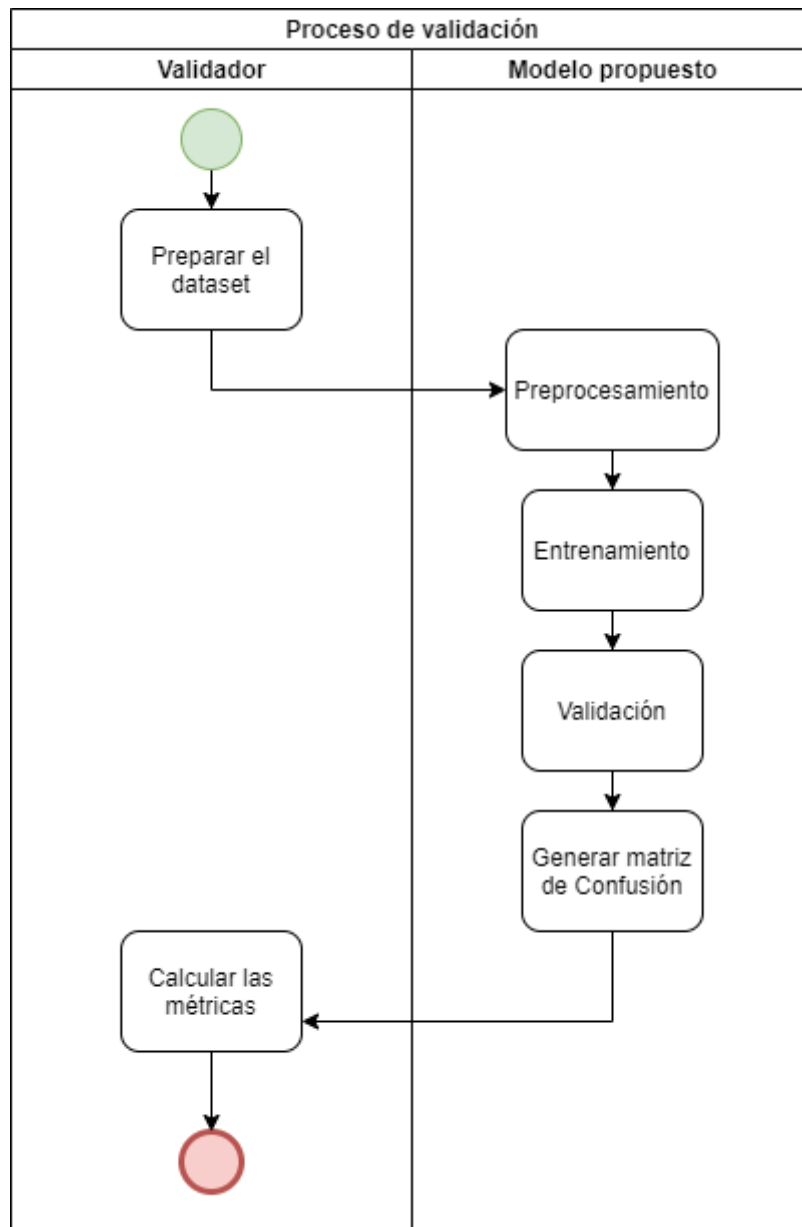 Proceso de validación
Validador
Modelo propuesto
Preparar el
dataset
Preprocesamiento
Entrenamiento
Validación
Generar matriz
de Confusión
Calcular las
métricas